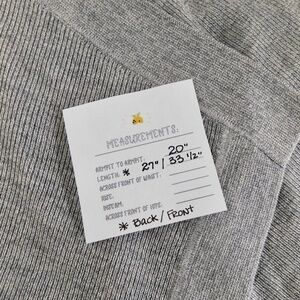 MEASUREMENTS:
ARMPIT TO ARMPIT: 20"
LENGTH: * 27" / 33 1/2"
ACROSS FRONT OF WAIST:
RISE:
INSEAM:
ACROSS FRONT OF HIPS:
* BACK / FRONT